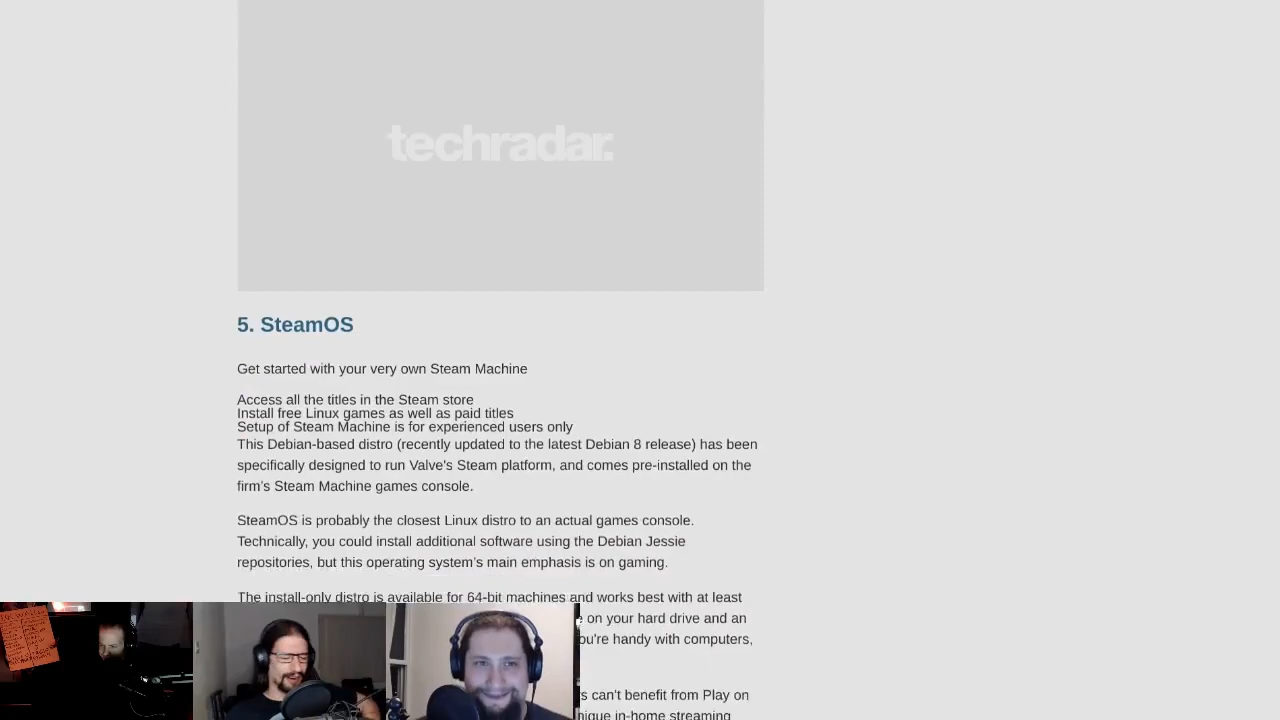 techradar.
5. SteamOS
Get started with your very own Steam Machine
Access all the titles in the Steam store
Install free Linux games as well as paid titles
Setup of Steam Machine is for experienced users only
This Debian-based distro (recently updated to the latest Debian 8 release) has been
specifically designed to run Valve's Steam platform, and comes pre-installed on the
firm's Steam Machine games console.
SteamOS is probably the closest Linux distro to an actual games console.
Technically, you could install additional software using the Debian Jessie
repositories, but this operating system's main emphasis is on gaming.
The install-only distro is available for 64-bit machines and works best with at least
on your hard drive and an
you're handy with computers,
can't benefit from Play on
in-home streaming